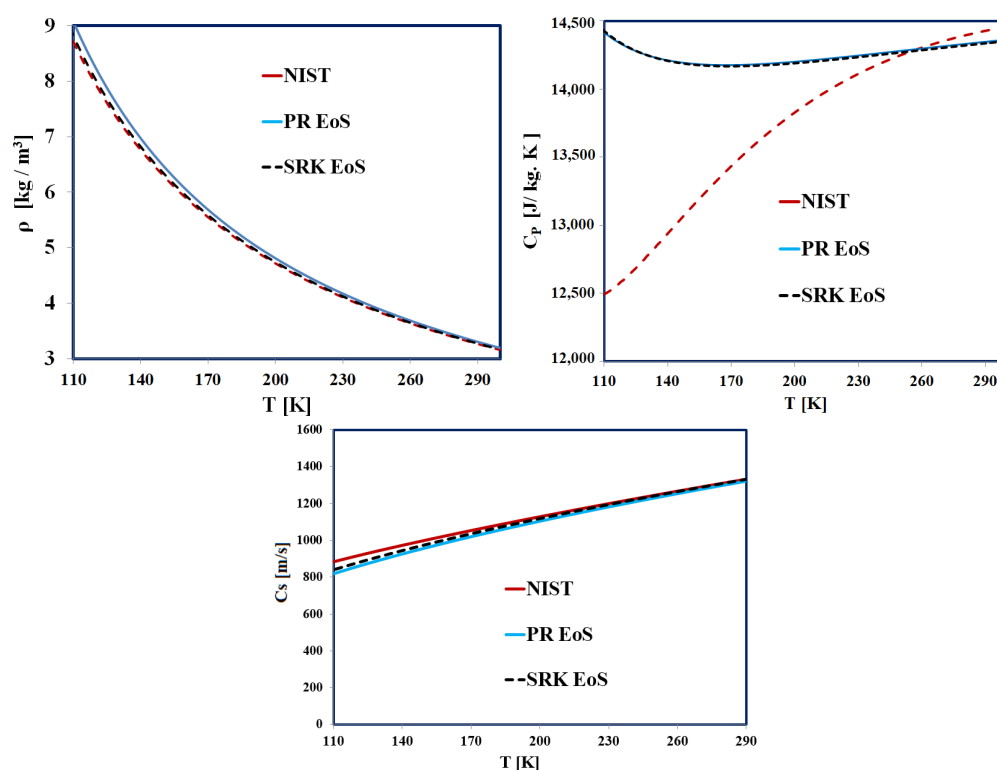 9
8
7
6
5
4
3
ρ [kg / m³]
NIST
PR EoS
SRK EoS
110 140 170 200 230 260 290
T [K]
14,500
14,000
13,500
13,000
12,500
12,000
C_P [J/ kg. K ]
NIST
PR EoS
SRK EoS
110 140 170 200 230 260 290
T [K]
1600
1400
1200
1000
800
600
400
200
0
Cs [m/s]
NIST
PR EoS
SRK EoS
110 140 170 200 230 260 290
T [K]